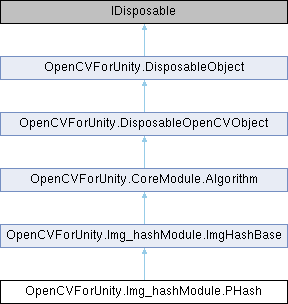 IDisposable
OpenCVForUnity.DisposableObject
OpenCVForUnity.DisposableOpenCVObject
OpenCVForUnity.CoreModule.Algorithm
OpenCVForUnity.Img_hashModule.ImgHashBase
OpenCVForUnity.Img_hashModule.PHash